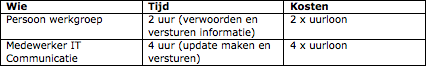 Wie Tijd Kosten
Persoon werkgroep 2 uur (verwoorden en 2 x uurloon
versturen informatie)
Medewerker IT 4 uur (update maken en 4 x uurloon
Communicatie versturen)